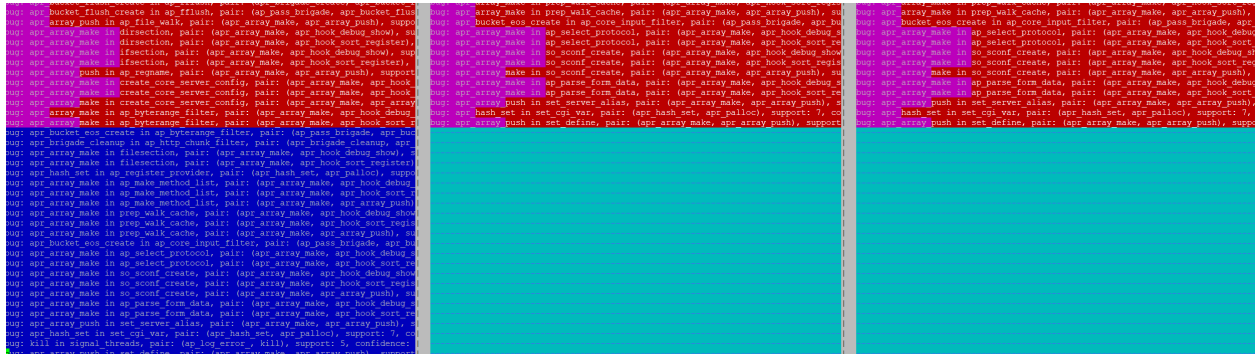 bug: apr_bucket_flush_create in ap_fflush, pair: (ap_pass_brigade, apr_bucket_flus
bug: apr_array_push in ap_file_walk, pair: (apr_array_make, apr_array_push), suppo
bug: apr_array_make in dirsection, pair: (apr_array_make, apr_hook_debug_show), su
bug: apr_array_make in dirsection, pair: (apr_array_make, apr_hook_sort_register),
bug: apr_array_make in ifsection, pair: (apr_array_make, apr_hook_debug_show), sup
bug: apr_array_make in ifsection, pair: (apr_array_make, apr_hook_sort_register),
bug: apr_array_push in ap_regname, pair: (apr_array_make, apr_array_push), support
bug: apr_array_make in create_core_server_config, pair: (apr_array_make, apr_hook
bug: apr_array_make in create_core_server_config, pair: (apr_array_make, apr_hook
bug: apr_array_make in create_core_server_config, pair: (apr_array_make, apr_array
bug: apr_array_make in ap_byterange_filter, pair: (apr_array_make, apr_hook_debug_
bug: apr_array_make in ap_byterange_filter, pair: (apr_array_make, apr_hook_sort_r
bug: apr_bucket_eos_create in ap_byterange_filter, pair: (ap_pass_brigade, apr_buc
bug: apr_brigade_cleanup in ap_http_chunk_filter, pair: (apr_brigade_cleanup, apr_
bug: apr_array_make in filesection, pair: (apr_array_make, apr_hook_debug_show), s
bug: apr_array_make in filesection, pair: (apr_array_make, apr_hook_sort_register)
bug: apr_hash_set in ap_register_provider, pair: (apr_hash_set, apr_palloc), suppo
bug: apr_array_make in ap_make_method_list, pair: (apr_array_make, apr_hook_debug_
bug: apr_array_make in ap_make_method_list, pair: (apr_array_make, apr_hook_sort_r
bug: apr_array_make in ap_make_method_list, pair: (apr_array_make, apr_array_push)
bug: apr_array_make in prep_walk_cache, pair: (apr_array_make, apr_hook_debug_show
bug: apr_array_make in prep_walk_cache, pair: (apr_array_make, apr_hook_sort_regis
bug: apr_array_make in prep_walk_cache, pair: (apr_array_make, apr_array_push), su
bug: apr_bucket_eos_create in ap_core_input_filter, pair: (ap_pass_brigade, apr_bu
bug: apr_array_make in ap_select_protocol, pair: (apr_array_make, apr_hook_debug_s
bug: apr_array_make in ap_select_protocol, pair: (apr_array_make, apr_hook_sort_re
bug: apr_array_make in so_sconf_create, pair: (apr_array_make, apr_hook_debug_show
bug: apr_array_make in so_sconf_create, pair: (apr_array_make, apr_hook_sort_regis
bug: apr_array_make in so_sconf_create, pair: (apr_array_make, apr_array_push), su
bug: apr_array_make in ap_parse_form_data, pair: (apr_array_make, apr_hook_debug_s
bug: apr_array_make in ap_parse_form_data, pair: (apr_array_make, apr_hook_sort_re
bug: apr_array_push in set_server_alias, pair: (apr_array_make, apr_array_push), s
bug: apr_hash_set in set_cgi_var, pair: (apr_hash_set, apr_palloc), support: 7, co
bug: kill in signal_threads, pair: (ap_log_error_, kill), support: 5, confidence:
bug: apr_array_push in set_define, pair: (apr_array_make, apr_array_push), support
bug: apr_array_make in prep_walk_cache, pair: (apr_array_make, apr_array_push), su
bug: apr_bucket_eos_create in ap_core_input_filter, pair: (ap_pass_brigade, apr_bu
bug: apr_array_make in ap_select_protocol, pair: (apr_array_make, apr_hook_debug_s
bug: apr_array_make in ap_select_protocol, pair: (apr_array_make, apr_hook_sort_re
bug: apr_array_make in so_sconf_create, pair: (apr_array_make, apr_hook_debug_show
bug: apr_array_make in so_sconf_create, pair: (apr_array_make, apr_hook_sort_regis
bug: apr_array_make in so_sconf_create, pair: (apr_array_make, apr_array_push), su
bug: apr_array_make in ap_parse_form_data, pair: (apr_array_make, apr_hook_debug_s
bug: apr_array_make in ap_parse_form_data, pair: (apr_array_make, apr_hook_sort_re
bug: apr_array_push in set_server_alias, pair: (apr_array_make, apr_array_push), s
bug: apr_hash_set in set_cgi_var, pair: (apr_hash_set, apr_palloc), support: 7, co
bug: apr_array_push in set_define, pair: (apr_array_make, apr_array_push), support
bug: apr_array_make in prep_walk_cache, pair: (apr_array_make, apr_array_push),
bug: apr_bucket_eos_create in ap_core_input_filter, pair: (ap_pass_brigade, apr_
bug: apr_array_make in ap_select_protocol, pair: (apr_array_make, apr_hook_debug
bug: apr_array_make in ap_select_protocol, pair: (apr_array_make, apr_hook_sort_
bug: apr_array_make in so_sconf_create, pair: (apr_array_make, apr_hook_debug_sh
bug: apr_array_make in so_sconf_create, pair: (apr_array_make, apr_hook_sort_reg
bug: apr_array_make in so_sconf_create, pair: (apr_array_make, apr_array_push),
bug: apr_array_make in ap_parse_form_data, pair: (apr_array_make, apr_hook_debug
bug: apr_array_make in ap_parse_form_data, pair: (apr_array_make, apr_hook_sort_
bug: apr_array_push in set_server_alias, pair: (apr_array_make, apr_array_push),
bug: apr_hash_set in set_cgi_var, pair: (apr_hash_set, apr_palloc), support: 7,
bug: apr_array_push in set_define, pair: (apr_array_make, apr_array_push), suppo